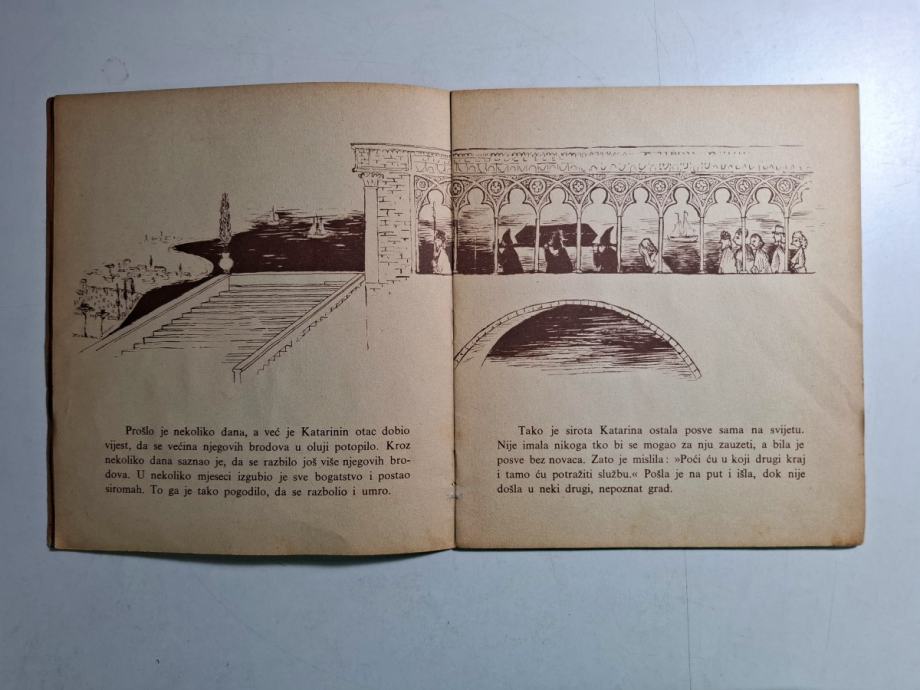 Prošlo je nekoliko dana, a već je Katarinin otac dobio
vijest, da se većina njegovih brodova u oluji potopilo. Kroz
nekoliko dana saznao je, da se razbilo još više njegovih bro-
dova. U nekoliko mjeseci izgubio je sve bogatstvo i postao
siromah. To ga je tako pogodilo, da se razbolio i umro.
Tako je sirota Katarina ostala posve sama na svijetu.
Nije imala nikoga tko bi se mogao za nju zauzeti, a bila je
posve bez novaca. Zato je mislila: »Poći ću u koji drugi kraj
i tamo ću potražiti službu.« Pošla je na put i išla, dok nije
došla u neki drugi, nepoznat grad.